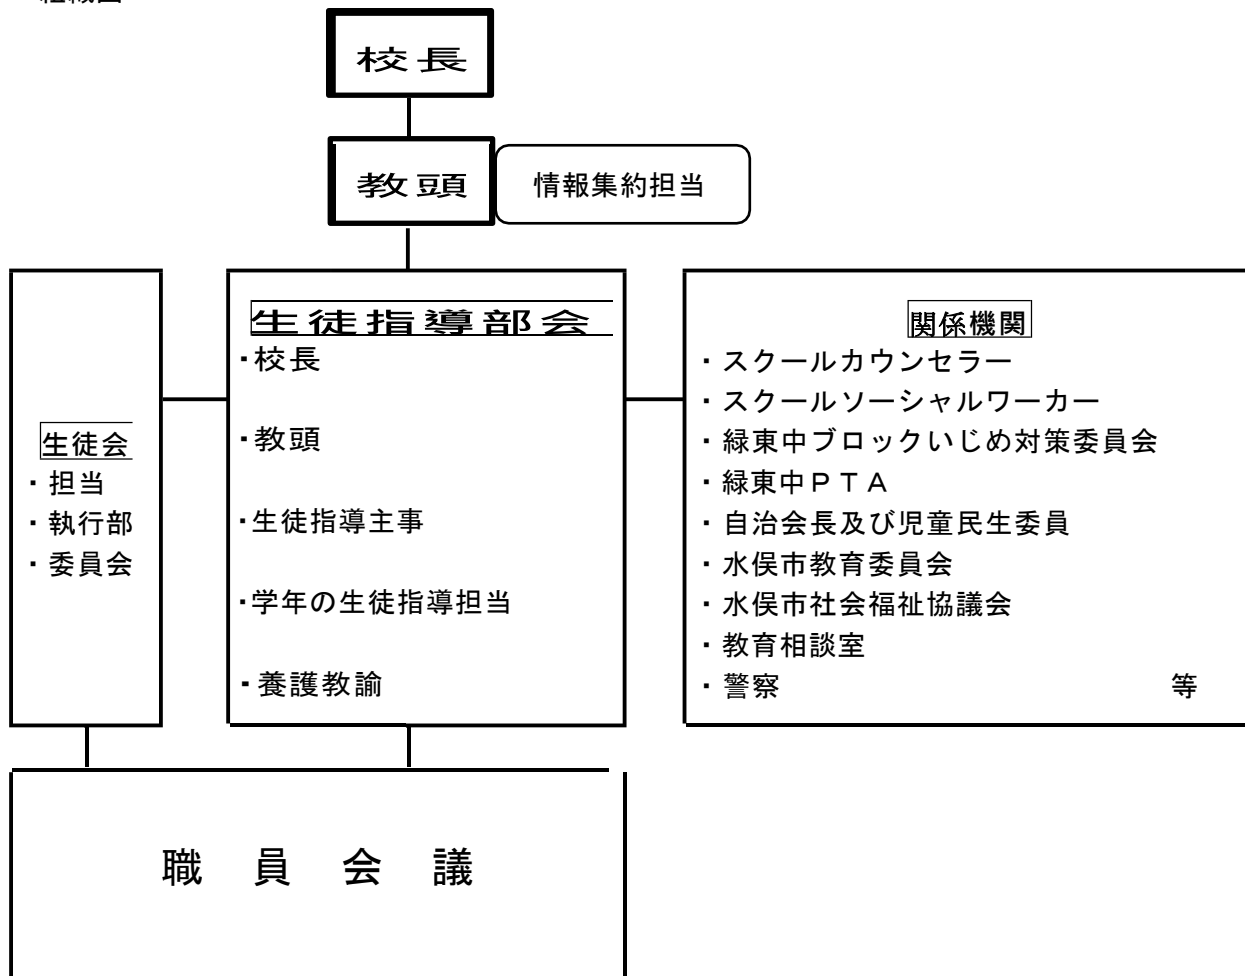 校長
教頭
情報集約担当
生徒会
・担当
・執行部
・委員会
生徒指導部会
・校長
・教頭
・生徒指導主事
・学年の生徒指導担当
・養護教諭
関係機関
・スクールカウンセラー
・スクールソーシャルワーカー
・緑東中ブロックいじめ対策委員会
・緑東中ＰＴＡ
・自治会長及び児童民生委員
・水俣市教育委員会
・水俣市社会福祉協議会
・教育相談室
・警察　等
職員会議